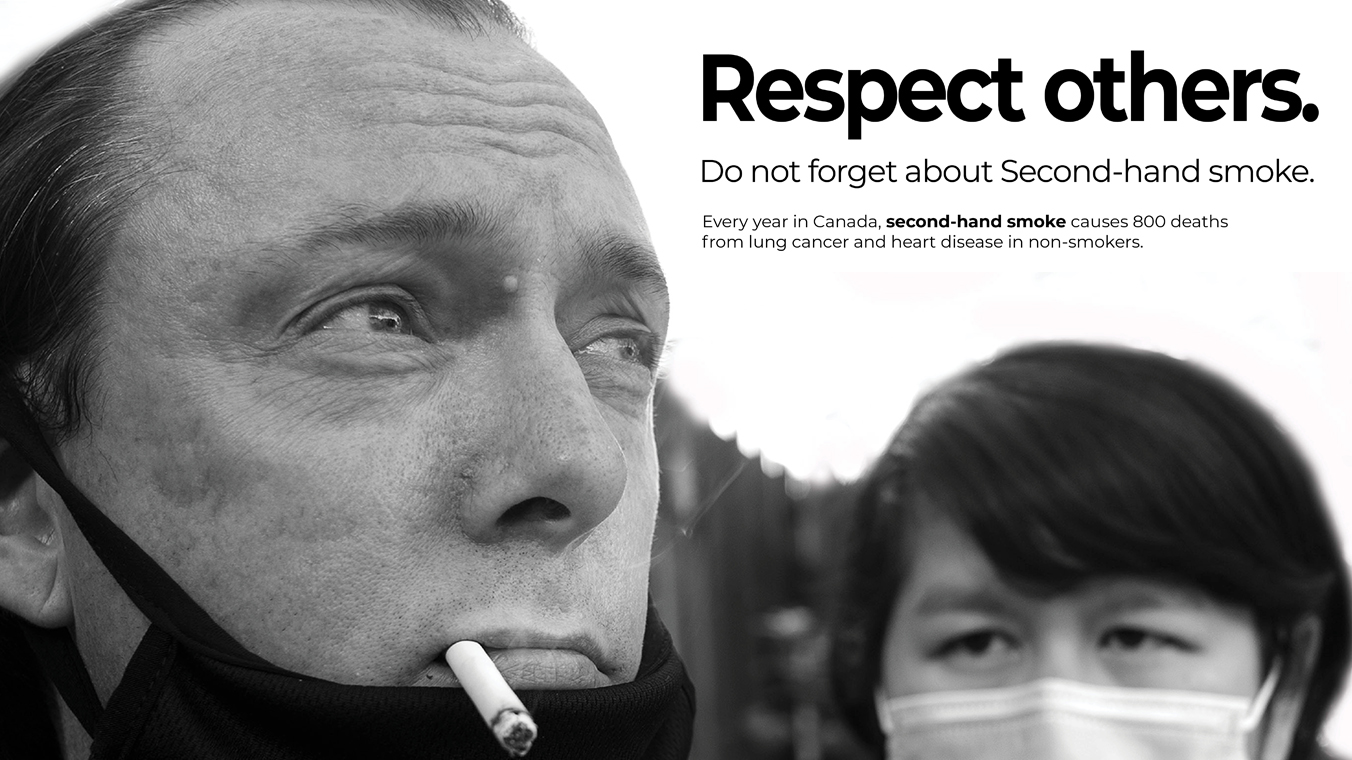 Respect others.
Do not forget about Second-hand smoke.
Every year in Canada, second-hand smoke causes 800 deaths
from lung cancer and heart disease in non-smokers.